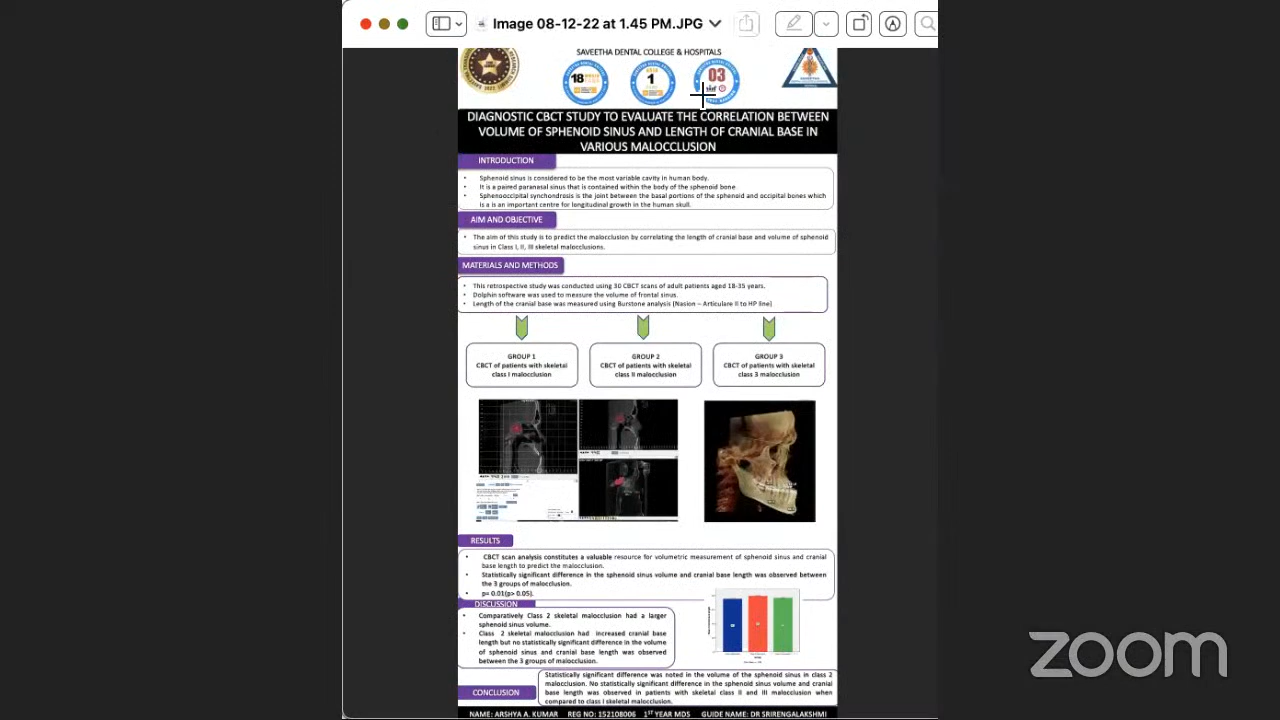 Image 08-12-22 at 1.45 PM.JPG
SAVEETHA DENTAL COLLEGE & HOSPITALS
18
1
03
DIAGNOSTIC CBCT STUDY TO EVALUATE THE CORRELATION BETWEEN
VOLUME OF SPHENOID SINUS AND LENGTH OF CRANIAL BASE IN
VARIOUS MALOCCLUSION
INTRODUCTION
• Sphenoid sinus is considered to be the most variable cavity in human body.
• It is a paired paranasal sinus that is contained within the body of the sphenoid bone
• Sphenooccipital synchondrosis is the joint between the basal portions of the sphenoid and occipital bones which
is a is an important centre for longitudinal growth in the human skull.
AIM AND OBJECTIVE
• The aim of this study is to predict the malocclusion by correlating the length of cranial base and volume of sphenoid
sinus in Class I, II, III skeletal malocclusions.
MATERIALS AND METHODS
• This retrospective study was conducted using 30 CBCT scans of adult patients aged 18-35 years.
• Dolphin software was used to measure the volume of frontal sinus.
• Length of the cranial base was measured using Burstone analysis (Nasion – Articulare II to HP line)
GROUP 1
CBCT of patients with skeletal
class I malocclusion
GROUP 2
CBCT of patients with skeletal
class II malocclusion
GROUP 3
CBCT of patients with skeletal
class 3 malocclusion
RESULTS
• CBCT scan analysis constitutes a valuable resource for volumetric measurement of sphenoid sinus and cranial
base length to predict the malocclusion.
• Statistically significant difference in the sphenoid sinus volume and cranial base length was observed between
the 3 groups of malocclusion.
• p= 0.01(p> 0.05).
DISCUSSION
• Comparatively Class 2 skeletal malocclusion had a larger
sphenoid sinus volume.
• Class 2 skeletal malocclusion had increased cranial base
length but no statistically significant difference in the volume
of sphenoid sinus and cranial base length was observed
between the 3 groups of malocclusion.
CONCLUSION
Statistically significant difference was noted in the volume of the sphenoid sinus in class 2
malocclusion. No statistically significant difference in the sphenoid sinus volume and cranial
base length was observed in patients with skeletal class II and III malocclusion when
compared to class I skeletal malocclusion.
NAME: ARSHYA A. KUMAR REG NO: 152108006 1ST YEAR MDS GUIDE NAME: DR SRIRENGALAKSHMI
zoom